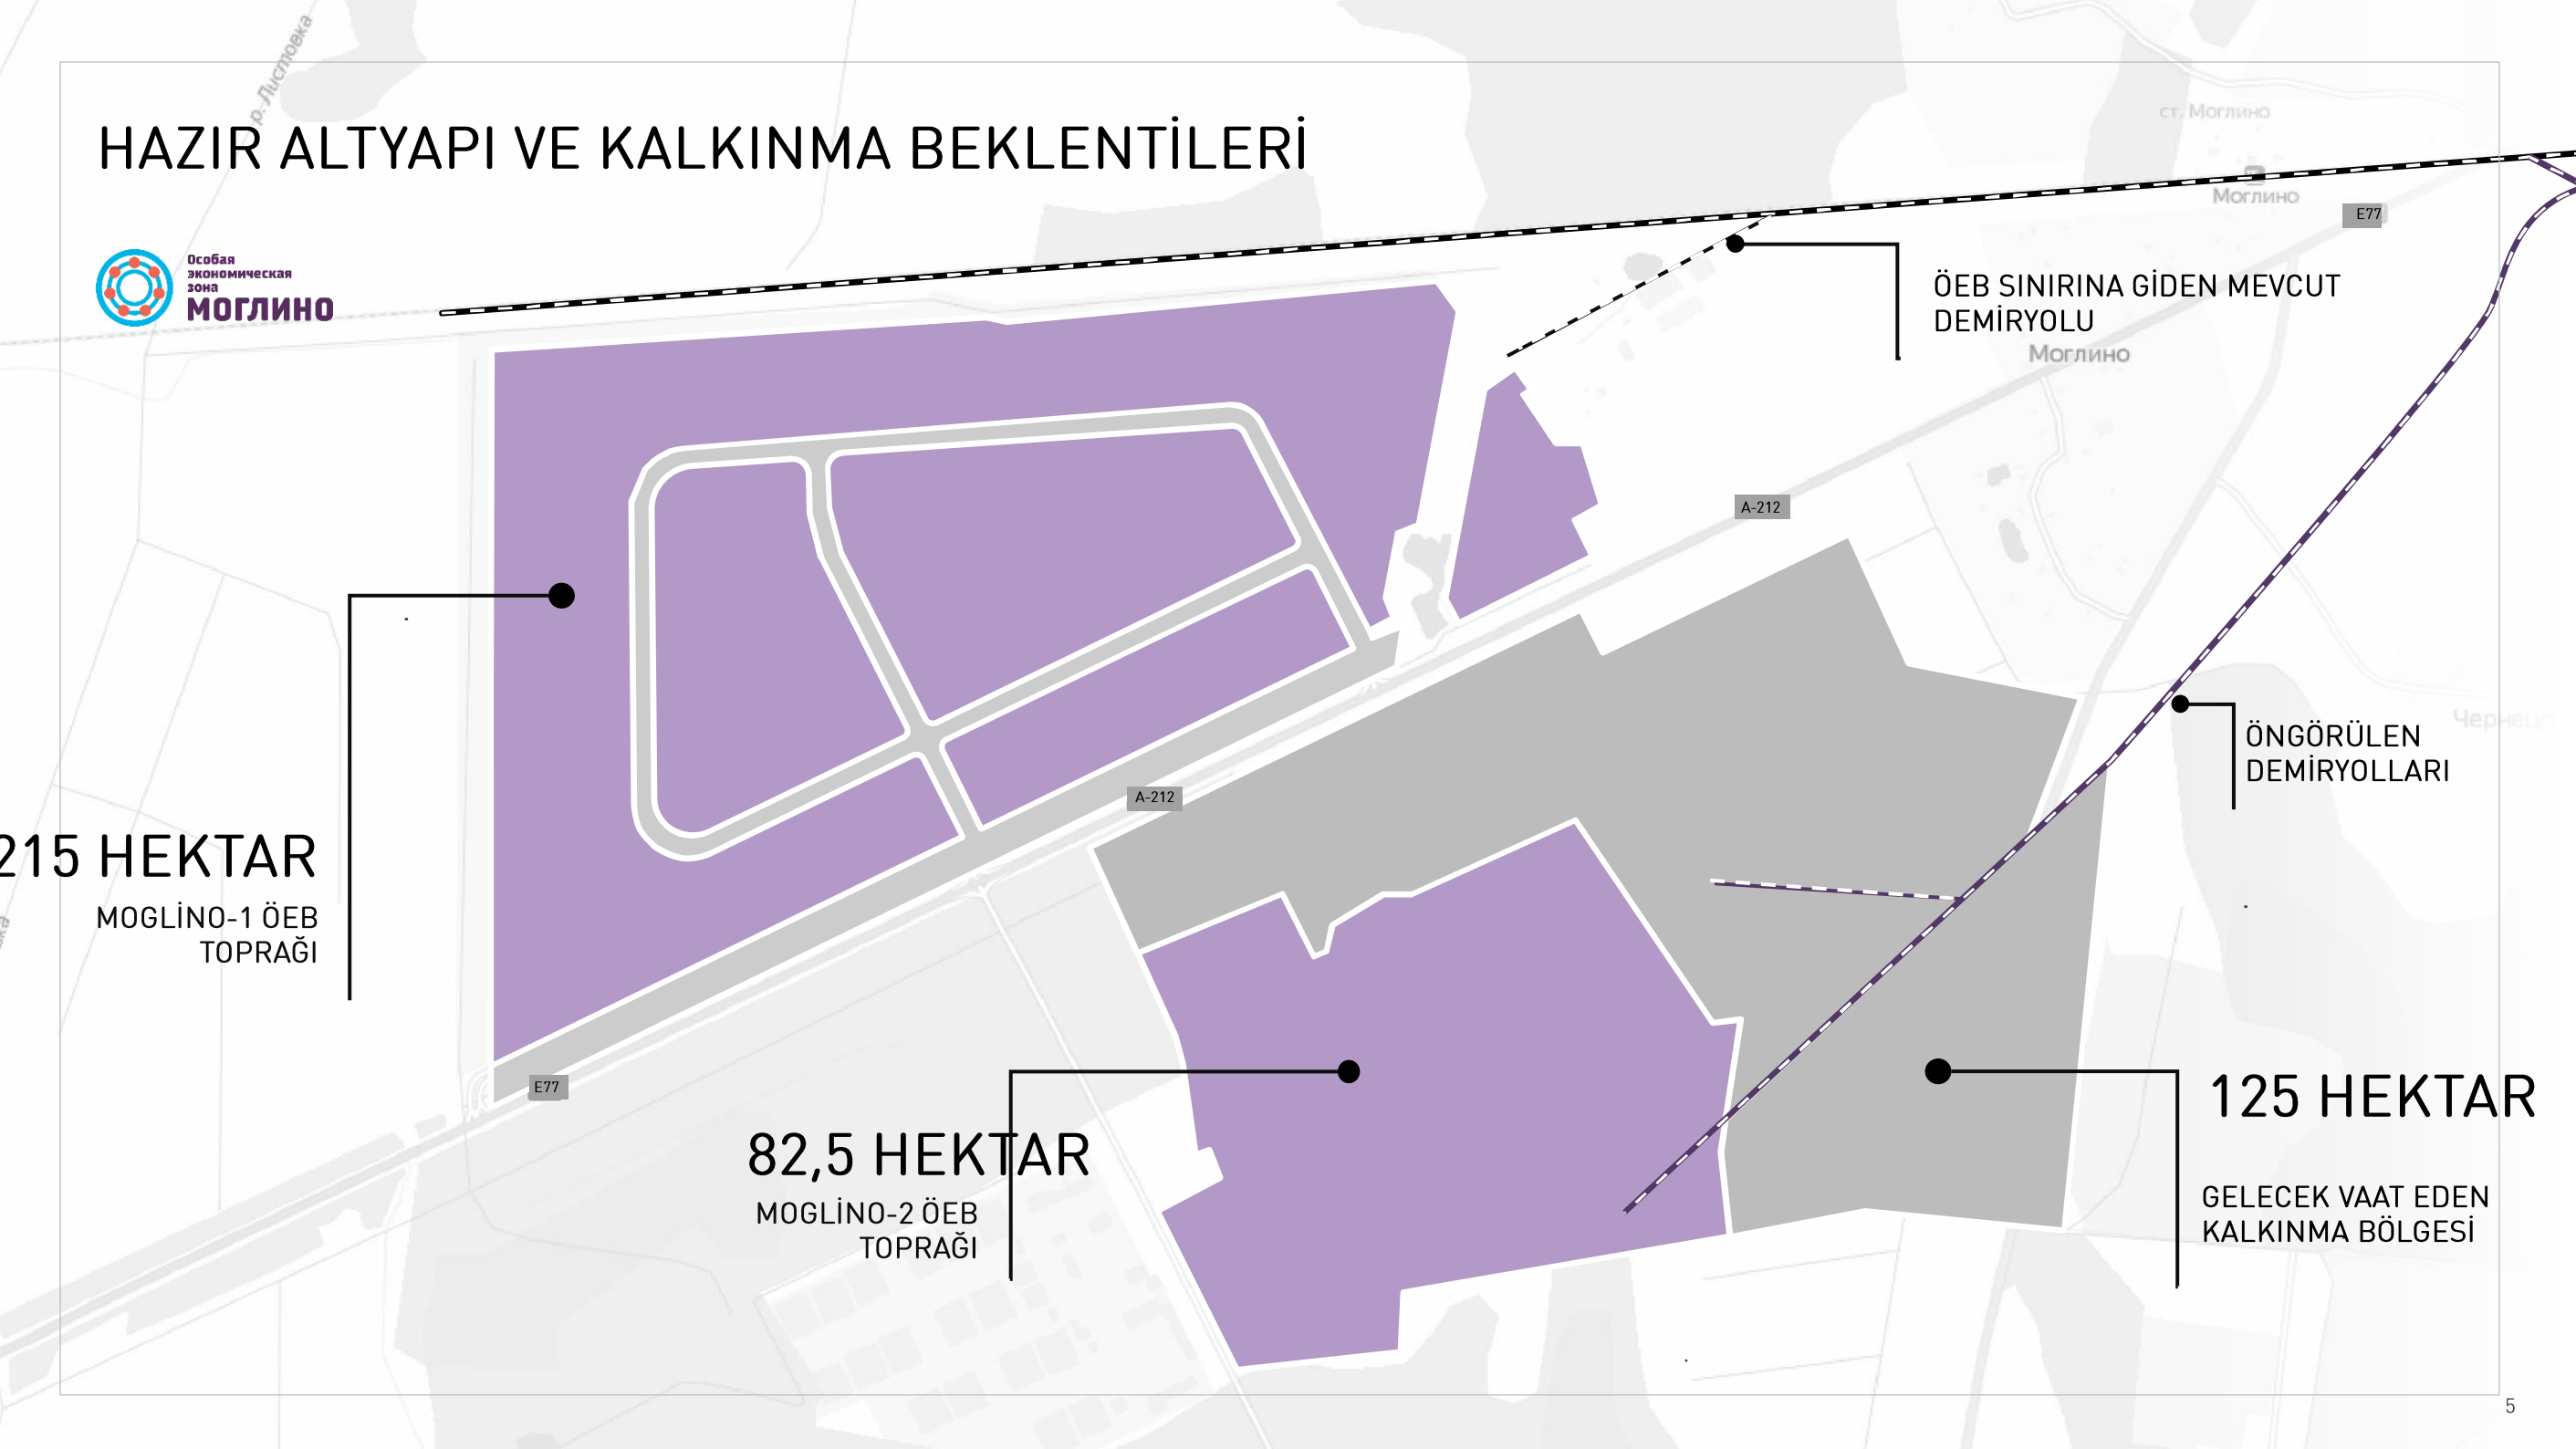 р. Листовка
ст. Моглино
HAZIR ALTYAPI VE KALKINMA BEKLENTİLERİ
Моглино
E77
Особая
экономическая
зона
МОГЛИНО
ÖEB SINIRINA GİDEN MEVCUT
DEMİRYOLU
Моглино
A-212
ÖNGÖRÜLEN
DEMİRYOLLARI
A-212
215 HEKTAR
MOGLİNO-1 ÖEB
TOPRAĞI
E77
82,5 HEKTAR
MOGLİNO-2 ÖEB
TOPRAĞI
125 HEKTAR
GELECEK VAAT EDEN
KALKINMA BÖLGESİ
5